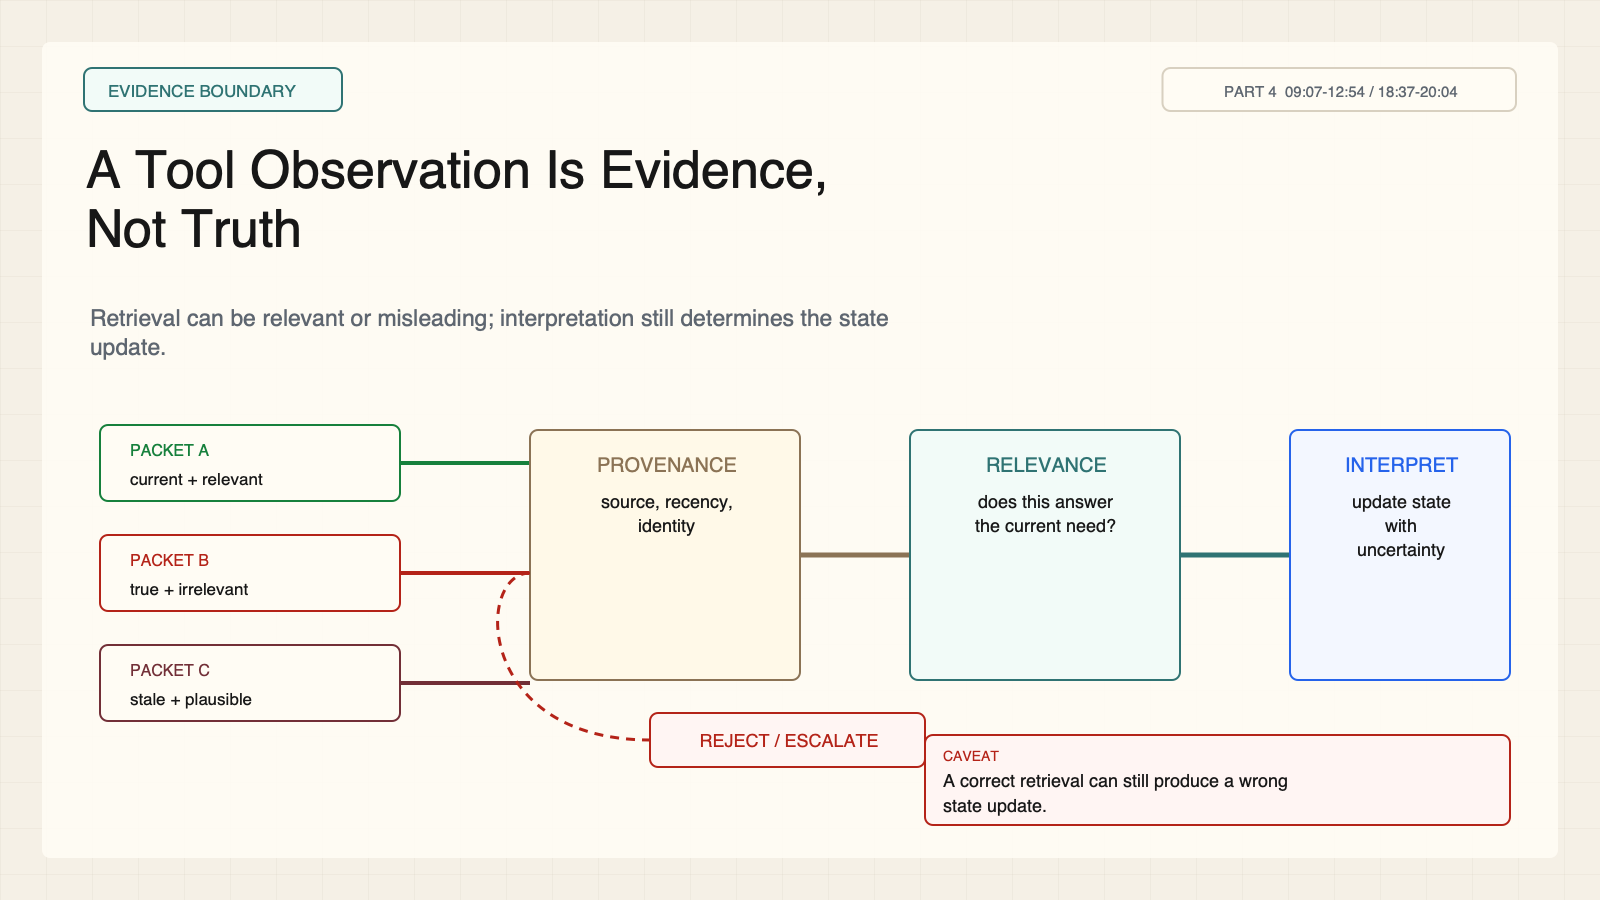 EVIDENCE BOUNDARY
PART 4 09:07-12:54 / 18:37-20:04
A Tool Observation Is Evidence,
Not Truth
Retrieval can be relevant or misleading; interpretation still determines the state
update.
PACKET A
current + relevant
PACKET B
true + irrelevant
PACKET C
stale + plausible
PROVENANCE
source, recency,
identity
RELEVANCE
does this answer
the current need?
INTERPRET
update state
with
uncertainty
REJECT / ESCALATE
CAVEAT
A correct retrieval can still produce a wrong
state update.